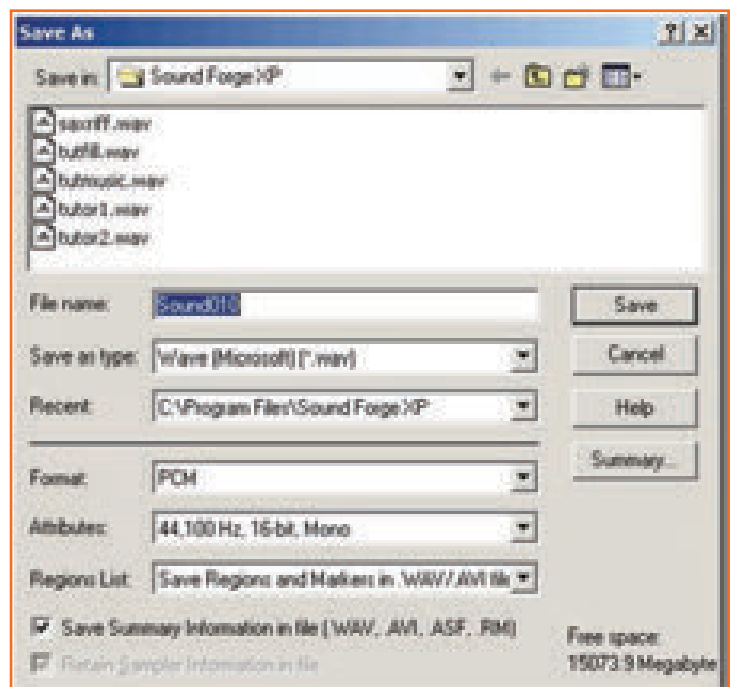 Save As
Save in: Sound Forge XP
saxriff.wav
tutfill.wav
tutmusic.wav
tutor1.wav
tutor2.wav
File name: Sound010 Save
Save as type: Wave (Microsoft) (*.wav) Cancel
Recent: C:\Program Files\Sound Forge XP Help
Summary...
Format: PCM
Attributes: 44,100 Hz, 16-bit, Mono
Regions List: Save Regions and Markers in .WAV/.AVI file
Save Summary Information in file (.WAV, .AVI, .ASF, .RM)
Retain Sampler Information in file
Free space:
15073.9 Megabyte